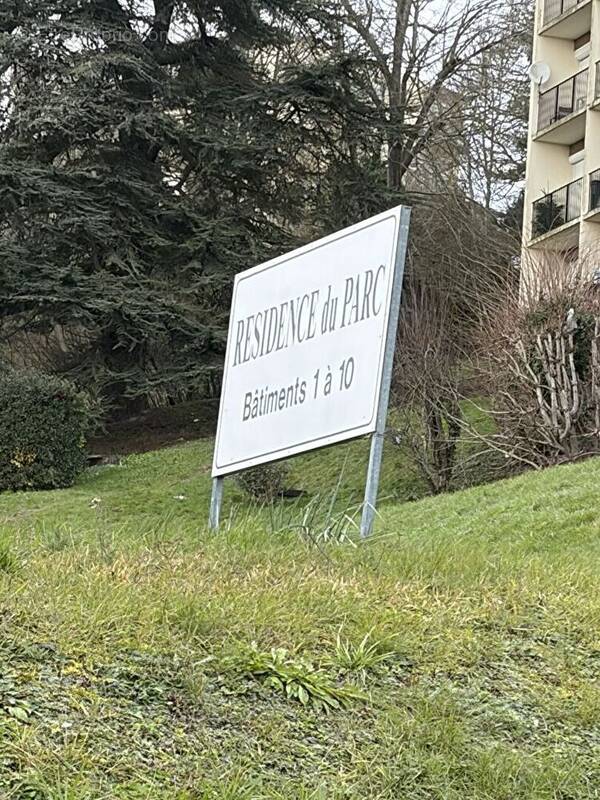 RESIDENCE du PARC
Bâtiments 1 à 10